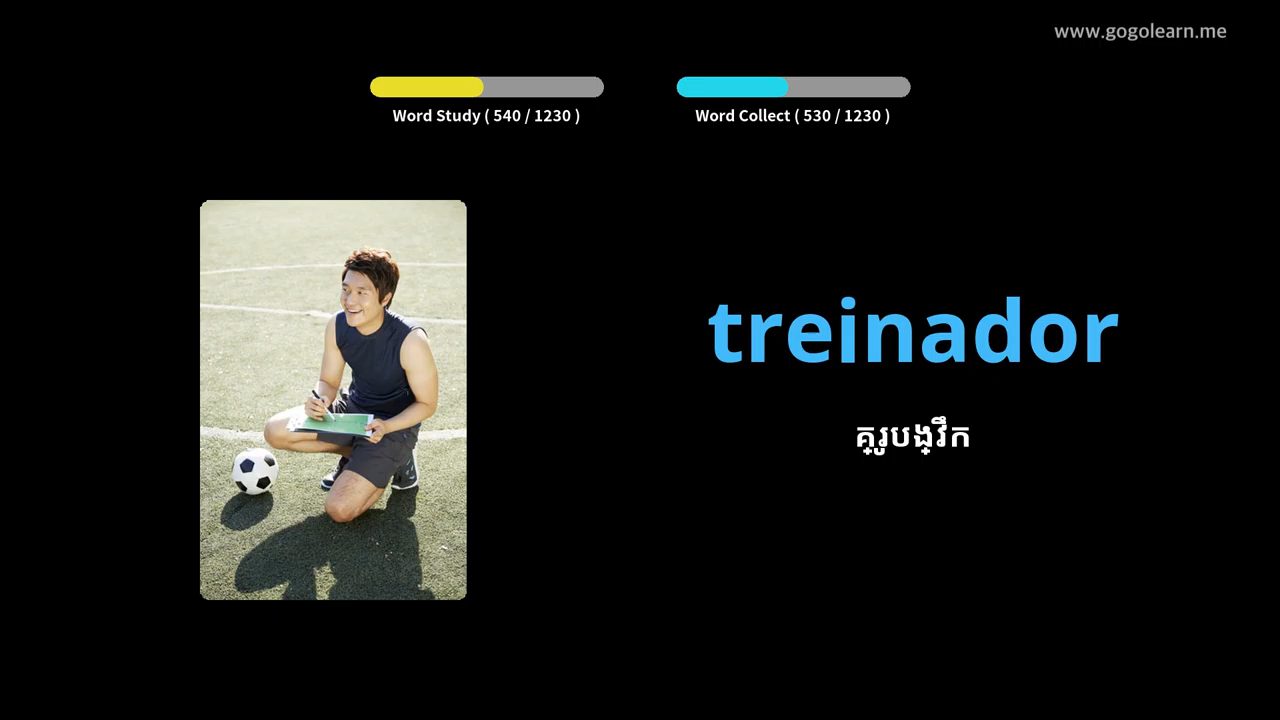 www.gogolearn.me
Word Study ( 540 / 1230 )
Word Collect ( 530 / 1230 )
treinador
គ្រូបង្វឹក